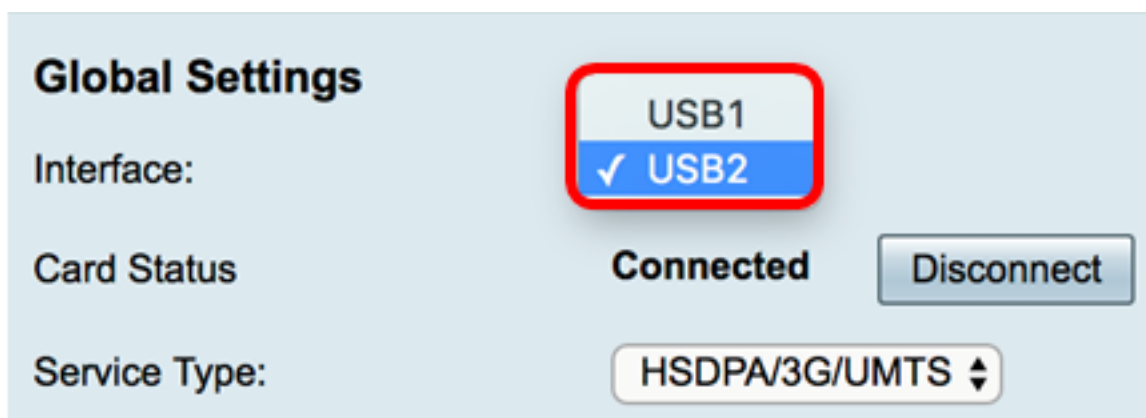 Global Settings
USB1
Interface:
✓ USB2
Card Status Connected Disconnect
Service Type: HSDPA/3G/UMTS